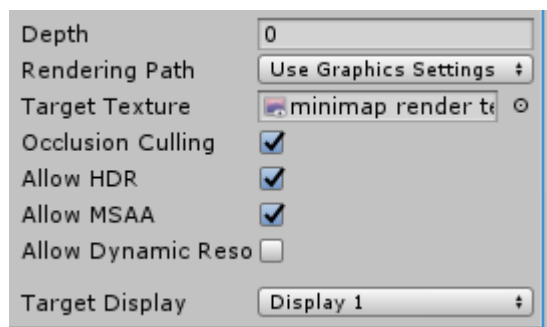 Depth 0
Rendering Path Use Graphics Settings
Target Texture minimap render te
Occlusion Culling
Allow HDR
Allow MSAA
Allow Dynamic Reso
Target Display Display 1